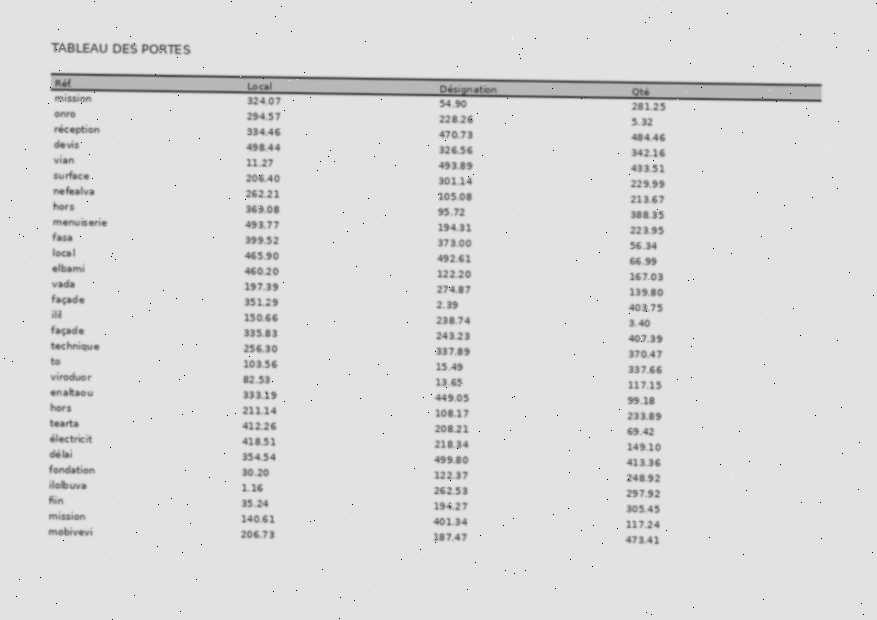 TABLEAU DES PORTES
Réf Local Désignation Qté
mission 324.07 54.90 281.25
onro 294.57 228.26 5.32
réception 334.46 470.73 484.46
devis 498.44 326.56 342.16
vian 11.27 493.89 433.51
surface 206.40 301.14 229.99
nefealva 262.21 105.08 213.67
hors 369.08 95.72 388.35
menuiserie 493.77 194.31 223.95
fasa 399.52 373.00 56.34
local 465.90 492.61 66.99
elbami 460.20 122.20 167.03
vada 197.39 274.87 139.80
façade 351.29 2.39 403.75
ilil 150.66 238.74 3.40
façade 335.83 243.23 407.39
technique 256.30 337.89 370.47
to 103.56 15.49 337.66
viroduor 82.53 13.65 117.15
enaltaou 333.19 449.05 99.18
hors 211.14 108.17 233.89
tearta 412.26 208.21 69.42
électricit 418.51 218.34 149.10
délai 354.54 499.80 413.36
fondation 30.20 122.37 248.92
ilolbuva 1.16 262.53 297.92
fiin 35.24 194.27 305.45
mission 140.61 401.34 117.24
mobivevi 206.73 187.47 473.41